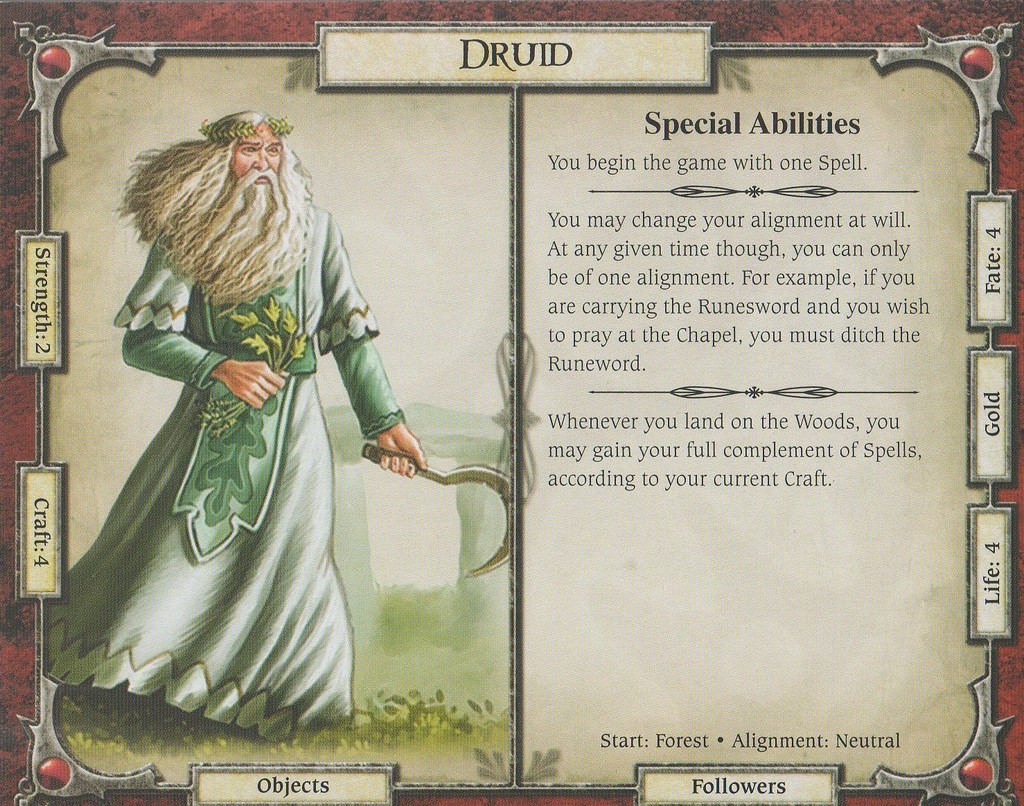 DRUID
Special Abilities
You begin the game with one Spell.
You may change your alignment at will.
At any given time though, you can only
be of one alignment. For example, if you
are carrying the Runesword and you wish
to pray at the Chapel, you must ditch the
Runeword.
Whenever you land on the Woods, you
may gain your full complement of Spells,
according to your current Craft.
Start: Forest • Alignment: Neutral
Strength:2
Craft:4
Fate: 4
Gold
Life: 4
Objects
Followers